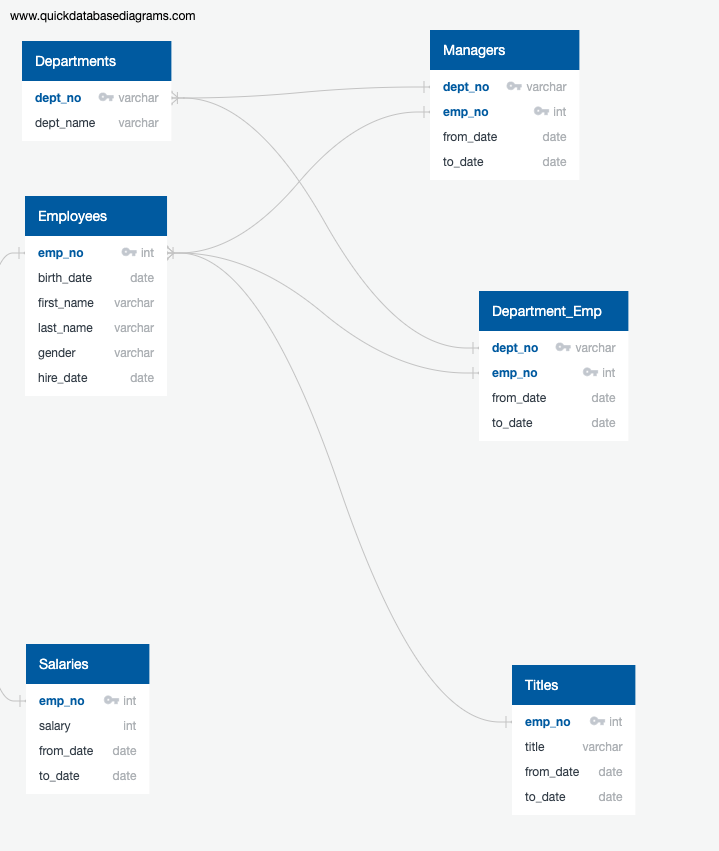 www.quickdatabasediagrams.com
Departments
dept_no varchar
dept_name varchar
Managers
dept_no varchar
emp_no int
from_date date
to_date date
Employees
emp_no int
birth_date date
first_name varchar
last_name varchar
gender varchar
hire_date date
Department_Emp
dept_no varchar
emp_no int
from_date date
to_date date
Salaries
emp_no int
salary int
from_date date
to_date date
Titles
emp_no int
title varchar
from_date date
to_date date